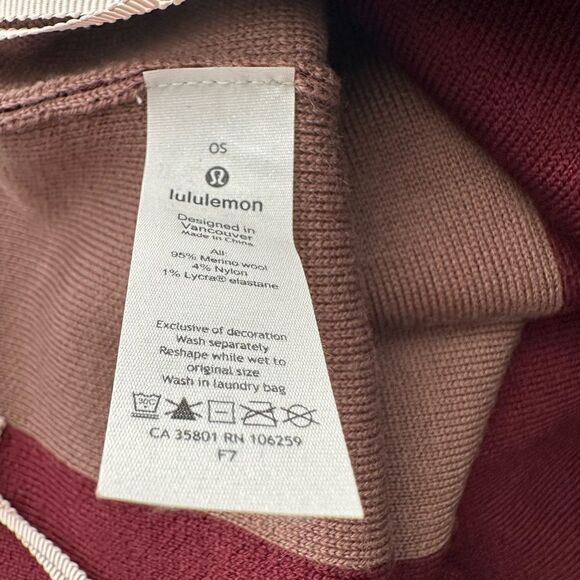 OS
lululemon
Designed in
Vancouver
Made in China
All
95% Merino wool
4% Nylon
1% Lycra® elastane
Exclusive of decoration
Wash separately
Reshape while wet to
original size
Wash in laundry bag
30°C
CA 35801 RN 106259
F7